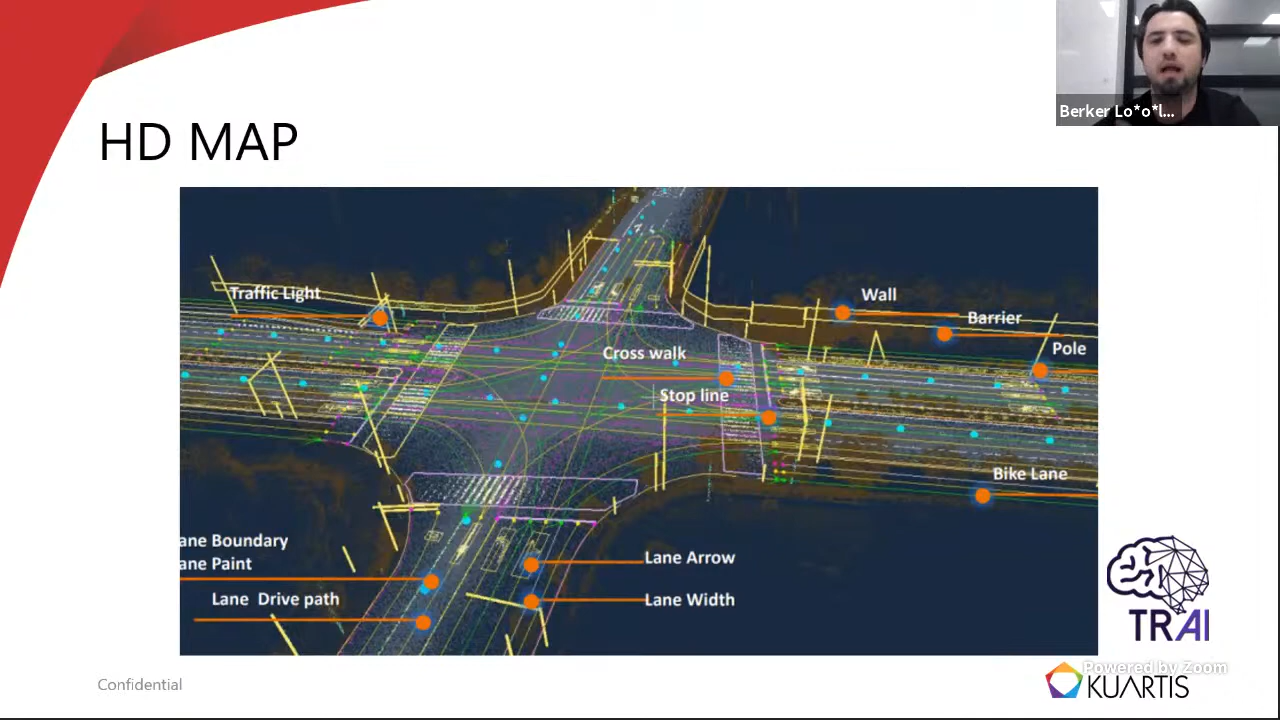 Berker Lo*o*l...
HD MAP
Traffic Light
Wall
Barrier
Pole
Cross walk
Stop line
Bike Lane
ane Boundary
ane Paint
Lane Drive path
Lane Arrow
Lane Width
TRAI
Powered by Zoom
KUARTIS
Confidential